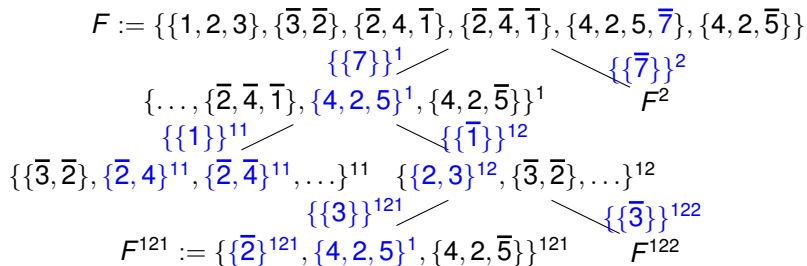 F := {{1, 2, 3}, {3̅, 2̅}, {2̅, 4, 1̅}, {2̅, 4̅, 1̅}, {4, 2, 5, 7̅}, {4, 2, 5̅}}
{{7}}¹ {{7̅}}²
{..., {2̅, 4̅, 1̅}, {4, 2, 5}¹, {4, 2, 5̅}}¹ F²
{{1}}¹¹ {{1̅}}¹²
{{3̅, 2̅}, {2̅, 4}¹¹, {2̅, 4̅}¹¹, ...}¹¹ {{2, 3}¹², {3̅, 2̅}, ...}¹²
{{3}}¹²¹ {{3̅}}¹²²
F¹²¹ := {{2̅}¹²¹, {4, 2, 5}¹, {4, 2, 5̅}}¹²¹ F¹²²